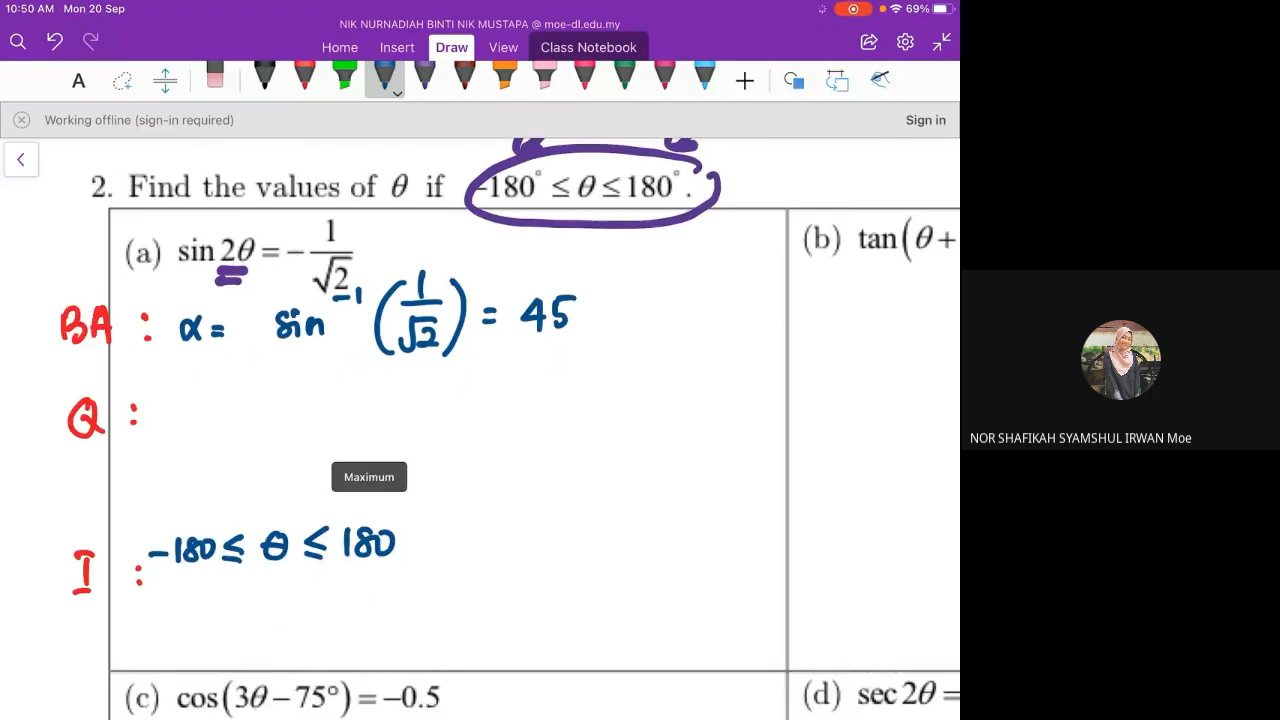 10:50 AM Mon 20 Sep
69%
NIK NURNADIAH BINTI NIK MUSTAPA @ moe-dl.edu.my
Home Insert Draw View Class Notebook
A
Working offline (sign-in required) Sign in
2. Find the values of θ if -180° ≤ θ ≤ 180°.
(a) sin 2θ = −1/√2
(b) tan(θ+
BA : α = sin⁻¹(1/√2) = 45
Q :
Maximum
I : −180 ≤ θ ≤ 180
(c) cos(3θ − 75°) = −0.5
(d) sec 2θ =
NOR SHAFIKAH SYAMSHUL IRWAN Moe